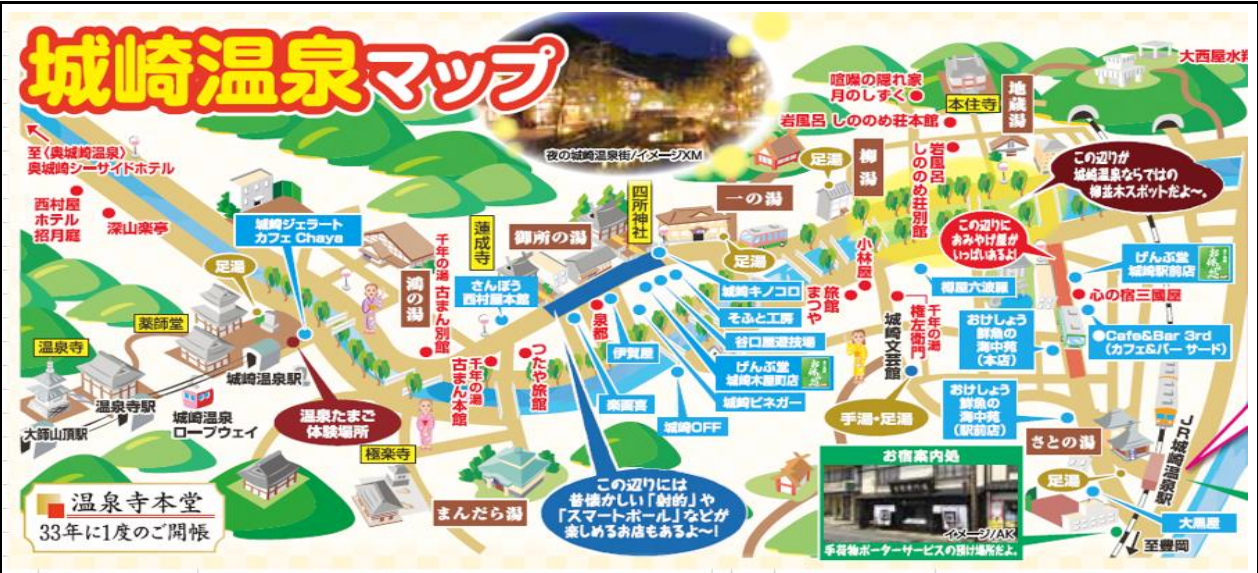 城崎温泉マップ
夜の城崎温泉街/イメージXM
至〈奥城崎温泉〉
奥城崎シーサイドホテル
西村屋
ホテル
招月庭
深山楽亭
城崎ジェラート
カフェ Chaya
足湯
薬師堂
温泉寺
温泉寺駅
大師山頂駅
城崎温泉
ロープウェイ
城崎温泉駅
温泉たまご
体験場所
鴻の湯
千年の湯 古まん別館
蓮成寺
さんぽう
西村屋本館
御所の湯
四所神社
一の湯
足湯
柳湯
足湯
地蔵湯
本住寺
喧噪の隠れ家
月のしずく
岩風呂 しののめ荘本館
岩風呂
しののめ荘別館
大西屋水翔
この辺りが
城崎温泉ならではの
柳並木スポットだよ〜。
この辺りに
おみやげ屋が
いっぱいあるよ!
げんぶ堂
城崎駅前店
心の宿三國屋
Cafe&Bar 3rd
(カフェ&バー サード)
樽屋六波羅
おけしょう
鮮魚の
海中苑
(本店)
おけしょう
鮮魚の
海中苑
(駅前店)
小林屋
旅館
まつや
千年の湯
「権左衛門」
城崎文芸館
手湯・足湯
城崎キノコロ
そふと工房
谷口屋遊技場
げんぶ堂
城崎木屋町店
城崎ビネガー
城崎OFF
泉都
伊賀屋
楽画喜
つたや旅館
千年の湯
古まん本館
極楽寺
まんだら湯
この辺りには
昔懐かしい「射的」や
「スマートボール」などが
楽しめるお店もあるよ〜!
お宿案内処
イメージ/AK
手荷物ポーターサービスの預け場所だよ。
さとの湯
足湯
JR城崎温泉駅
大黒屋
至豊岡
温泉寺本堂
33年に1度のご開帳